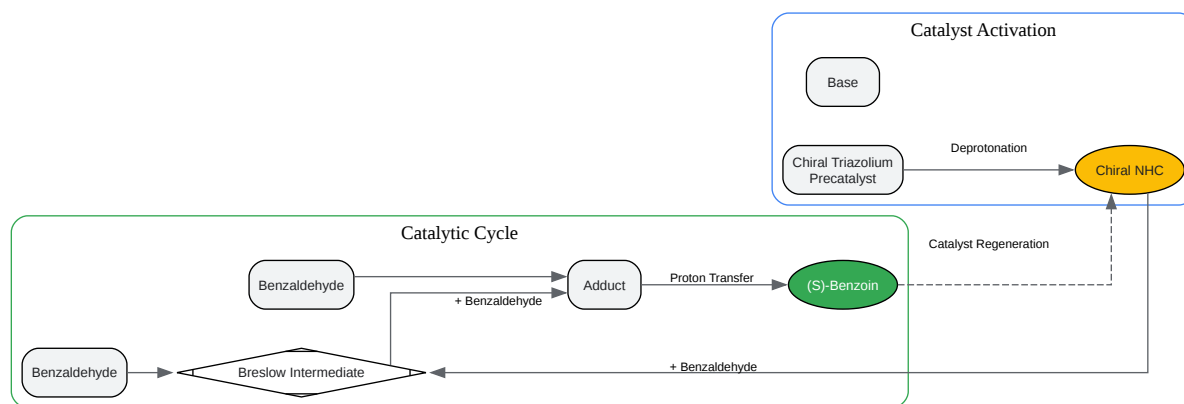 Catalyst Activation
Base
Chiral Triazolium
Precatalyst
Deprotonation
Chiral NHC
Catalytic Cycle
Catalyst Regeneration
Benzaldehyde
+ Benzaldehyde
Adduct
Proton Transfer
(S)-Benzoin
Benzaldehyde
Breslow Intermediate
+ Benzaldehyde